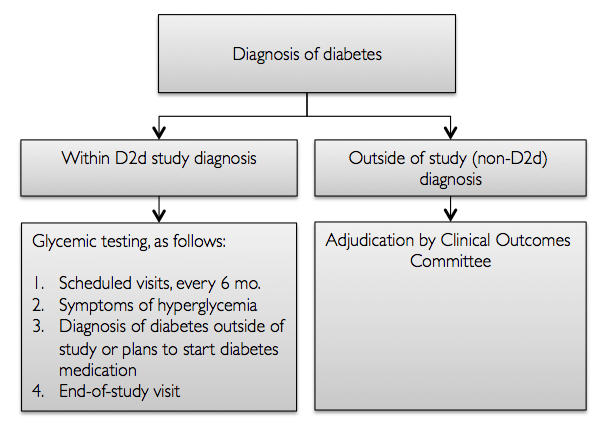 Diagnosis of diabetes
Within D2d study diagnosis
Outside of study (non-D2d)
diagnosis
Glycemic testing, as follows:
1. Scheduled visits, every 6 mo.
2. Symptoms of hyperglycemia
3. Diagnosis of diabetes outside of
study or plans to start diabetes
medication
4. End-of-study visit
Adjudication by Clinical Outcomes
Committee